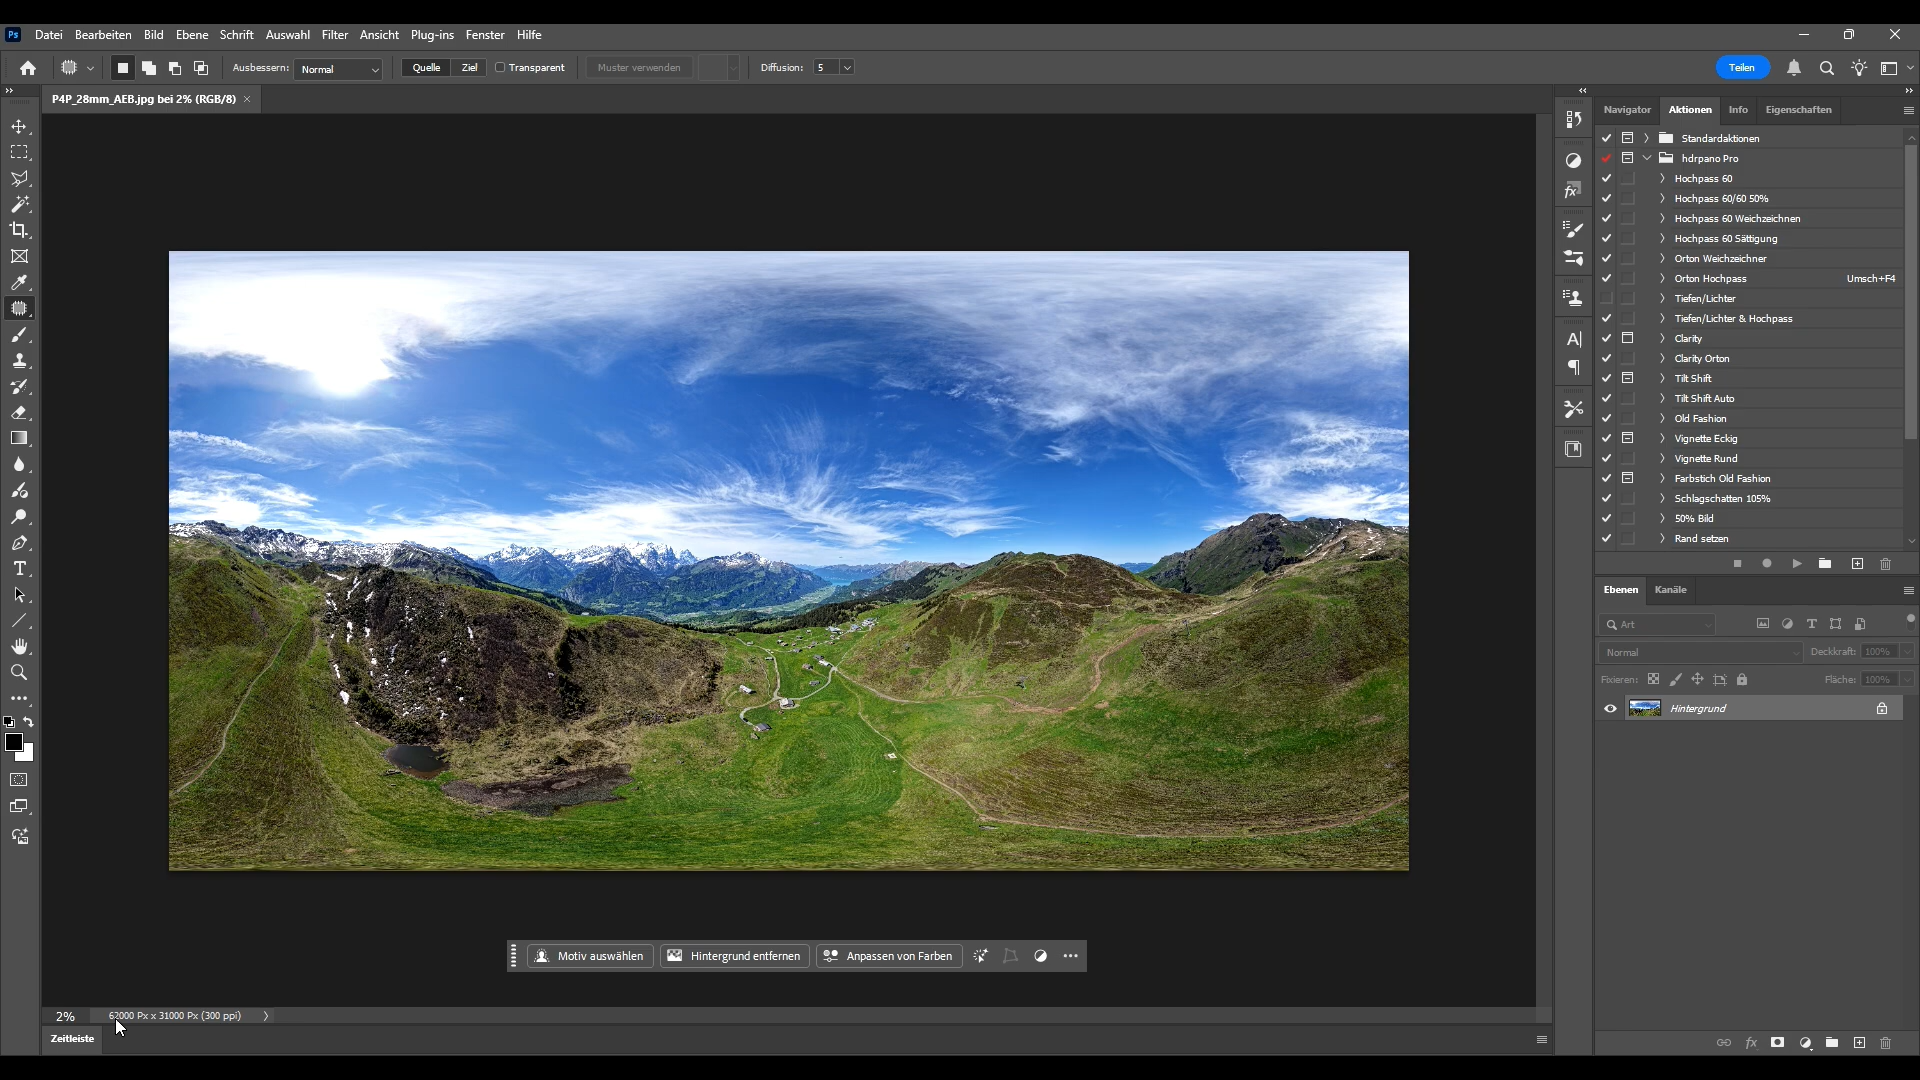 Ps Datei Bearbeiten Bild Ebene Schrift Auswahl Filter Ansicht Plug-ins Fenster Hilfe
Ausbessern: Normal Quelle Ziel Transparent Muster verwenden Diffusion: 5 Teilen
P4P_28mm_AEB.jpg bei 2% (RGB/8)
Navigator Aktionen Info Eigenschaften
Standardaktionen
hdrpano Pro
Hochpass 60
Hochpass 60/60 50%
Hochpass 60 Weichzeichnen
Hochpass 60 Sättigung
Orton Weichzeichner
Orton Hochpass Umsch+F4
Tiefen/Lichter
Tiefen/Lichter & Hochpass
Clarity
Clarity Orton
Tilt Shift
Tilt Shift Auto
Old Fashion
Vignette Eckig
Vignette Rund
Farbstich Old Fashion
Schlagschatten 105%
50% Bild
Rand setzen
Ebenen Kanäle
Art
Normal Deckkraft: 100%
Fixieren: Fläche: 100%
Hintergrund
Motiv auswählen Hintergrund entfernen Anpassen von Farben
2% 62000 Px x 31000 Px (300 ppi)
Zeitleiste